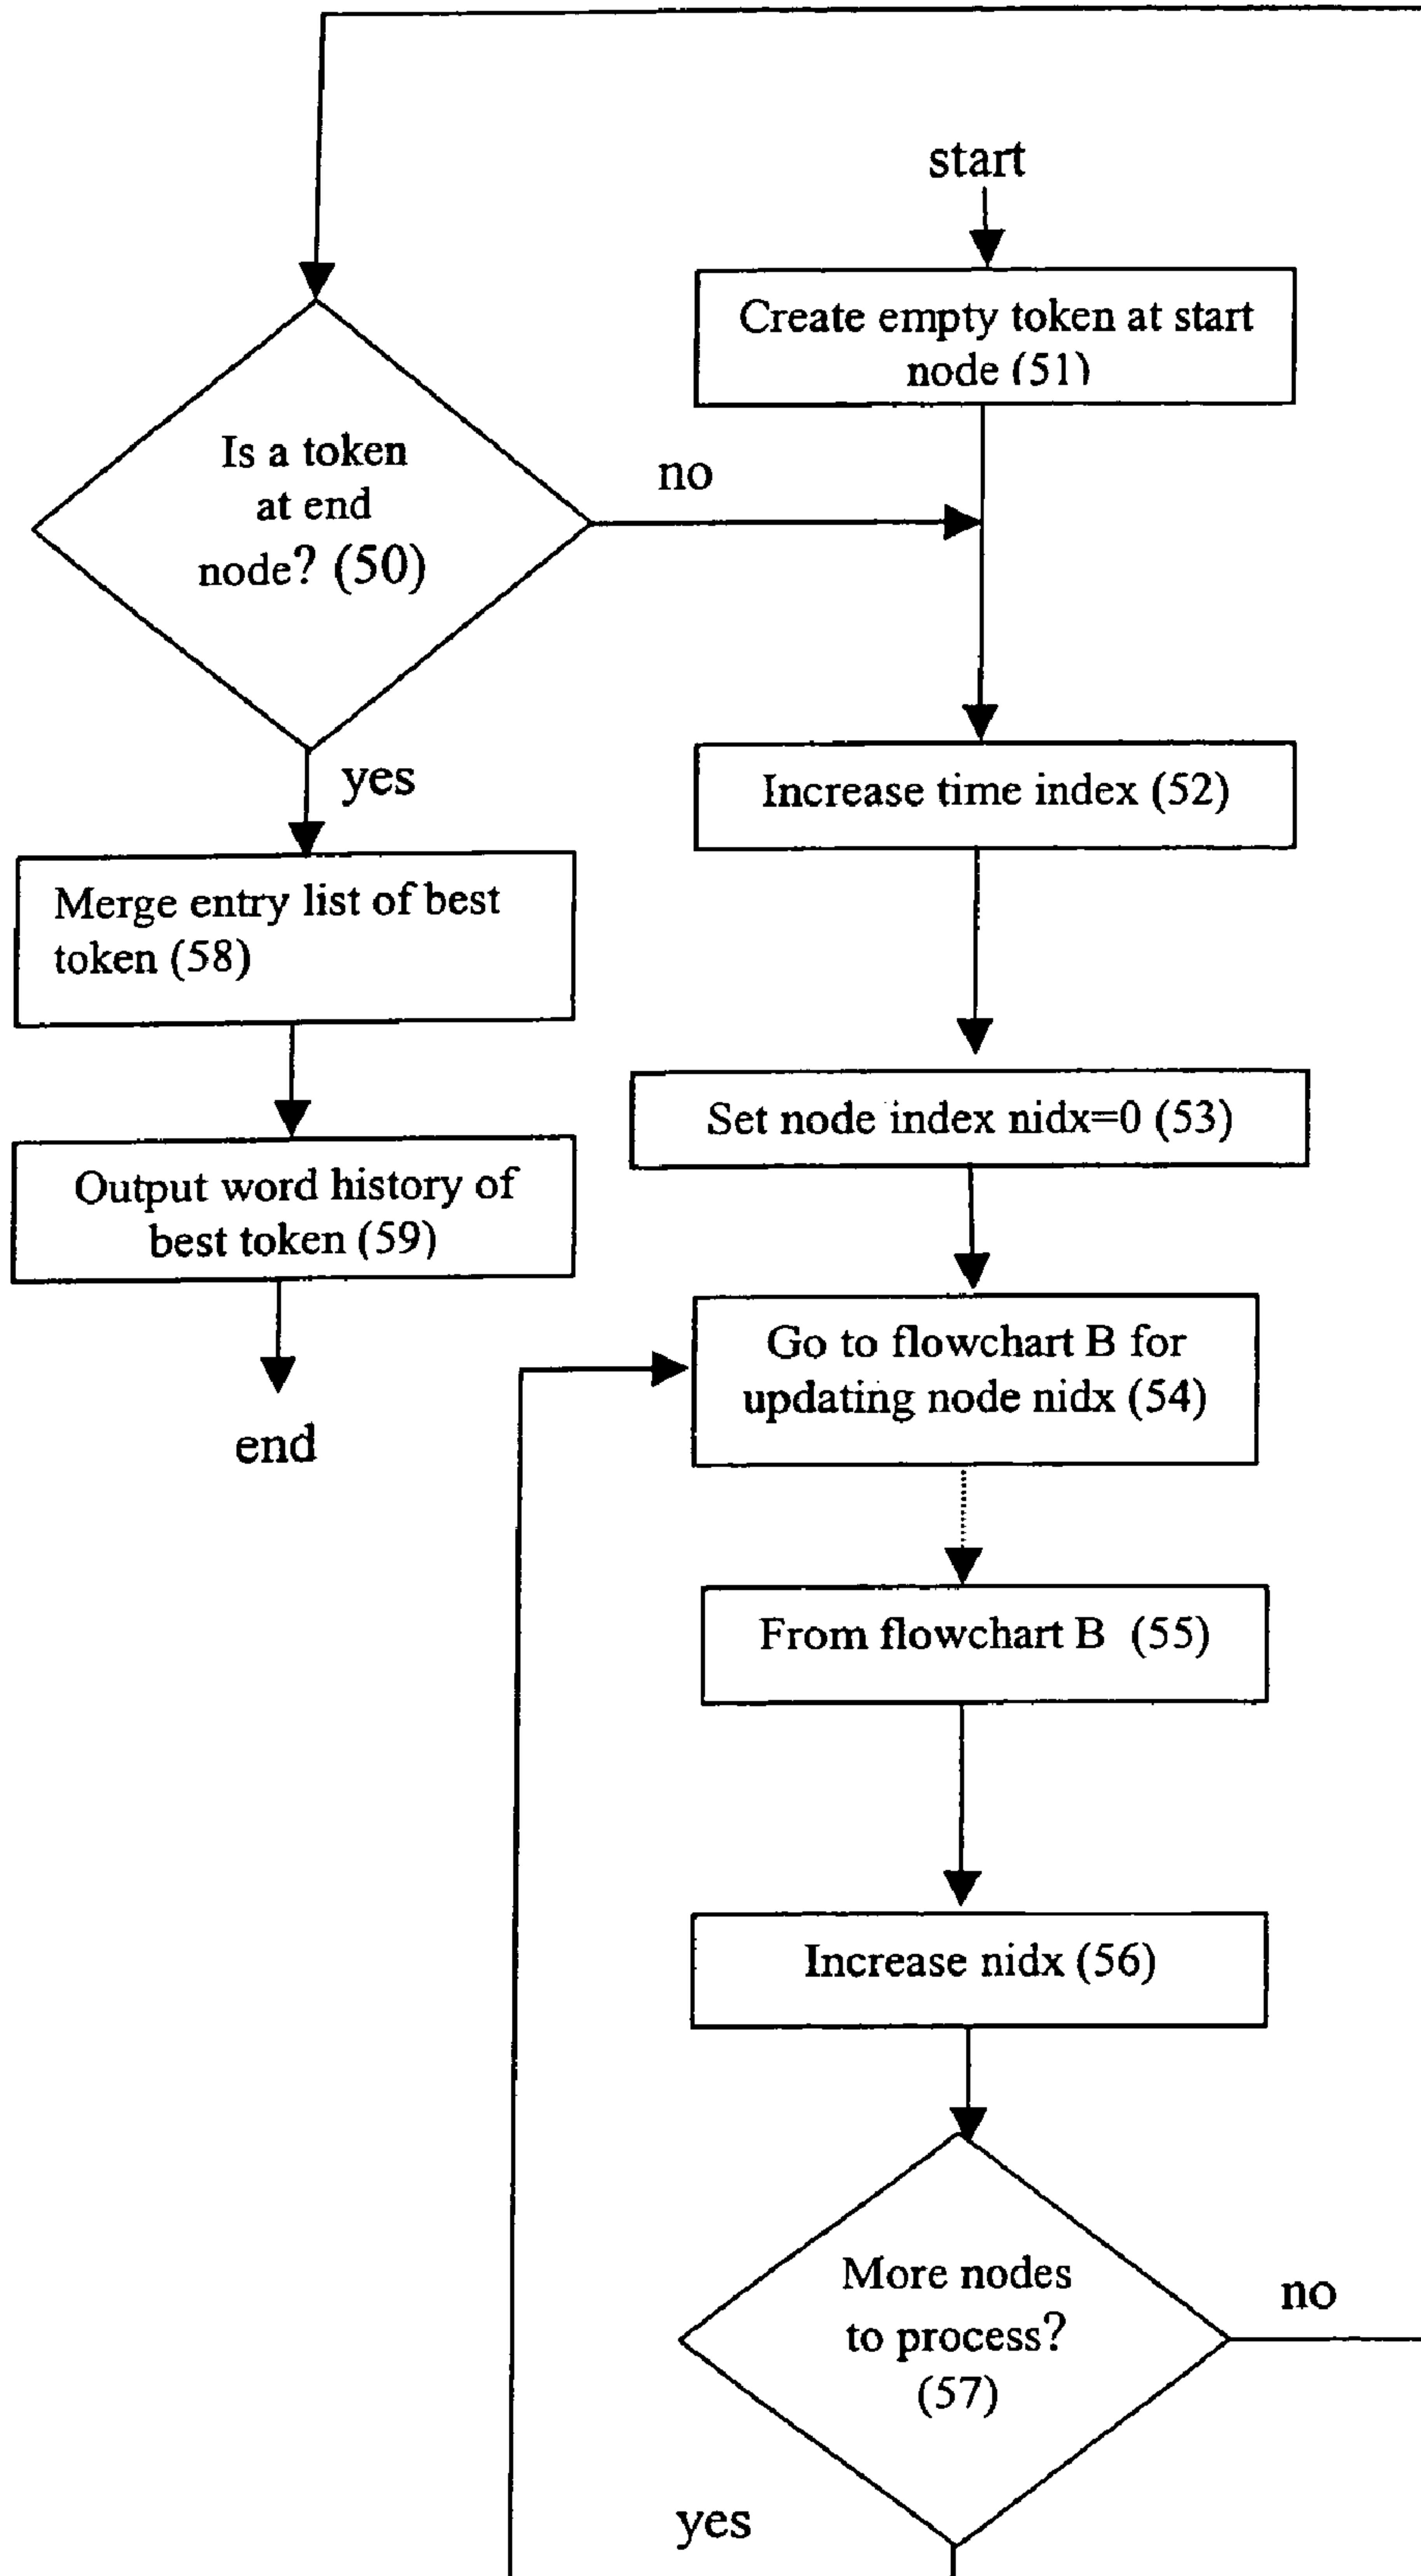 start
Create empty token at start
node (51)
Is a token
at end
node? (50)
no
yes
Increase time index (52)
Merge entry list of best
token (58)
Set node index nidx=0 (53)
Output word history of
best token (59)
end
Go to flowchart B for
updating node nidx (54)
From flowchart B (55)
Increase nidx (56)
More nodes
to process?
(57)
no
yes